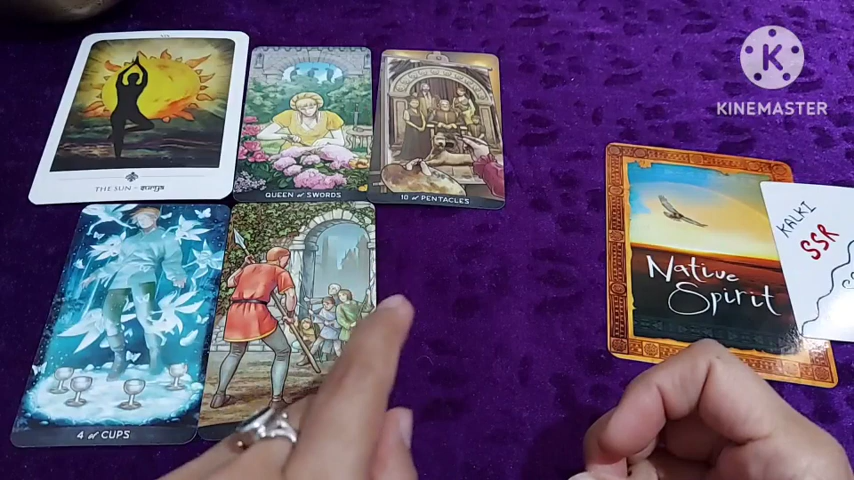 THE SUN - सूर्य
QUEEN of SWORDS
10 of PENTACLES
4 of CUPS
K
KINEMASTER
Native
Spirit
KALKI
SSR